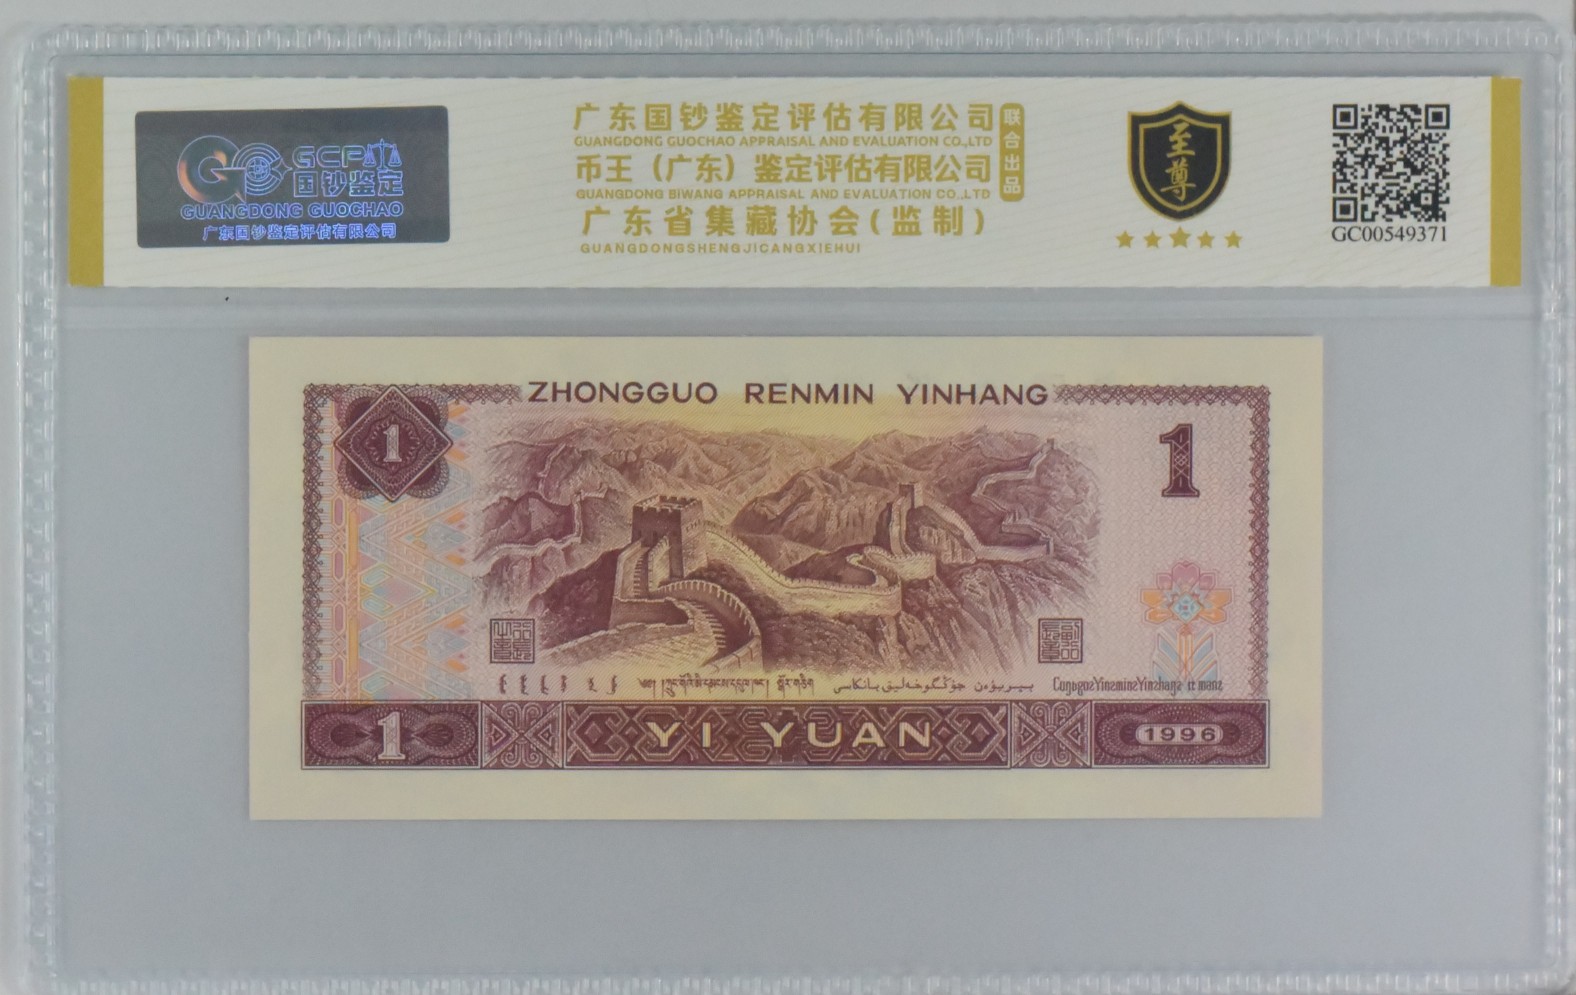 GCP
国钞鉴定
GUANGDONG GUOCHAO
广东国钞鉴定评估有限公司
广东国钞鉴定评估有限公司
GUANGDONG GUOCHAO APPRAISAL AND EVALUATION CO.,LTD
币王（广东）鉴定评估有限公司
GUANGDONG BIWANG APPRAISAL AND EVALUATION CO.,LTD
联合出品
广东省集藏协会(监制)
GUANGDONGSHENGJICANGXIEHUI
至尊
GC00549371
ZHONGGUO RENMIN YINHANG
1
1
1
YI YUAN
1996